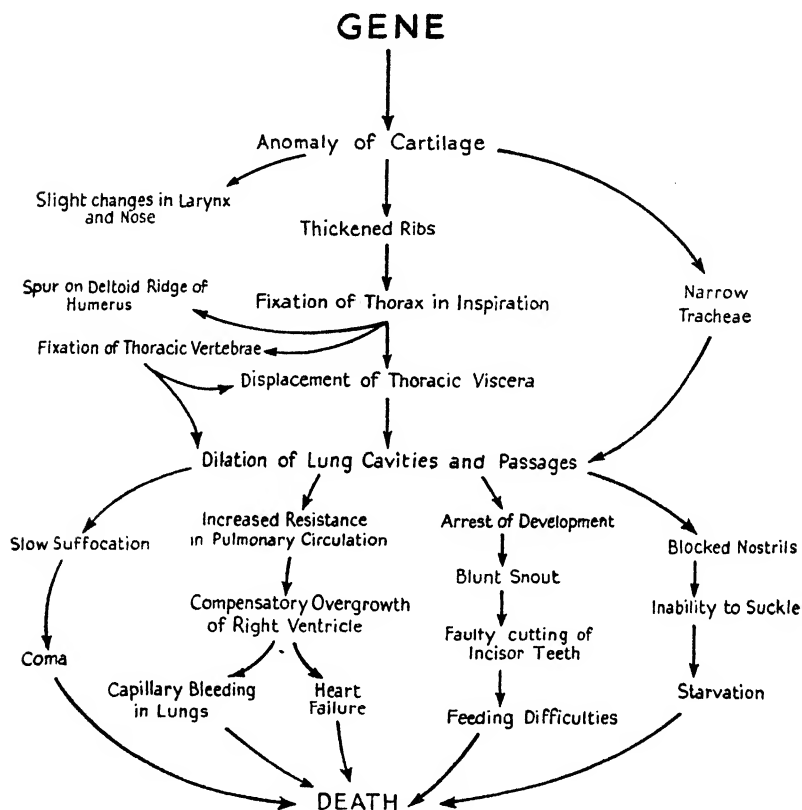 GENE
Anomaly of Cartilage
Slight changes in Larynx
and Nose
Thickened Ribs
Spur on Deltoid Ridge of
Humerus
Fixation of Thorax in Inspiration
Narrow
Tracheae
Fixation of Thoracic Vertebrae
Displacement of Thoracic Viscera
Dilation of Lung Cavities and Passages
Slow Suffocation
Increased Resistance
in Pulmonary Circulation
Arrest of Development
Blocked Nostrils
Blunt Snout
Compensatory Overgrowth
of Right Ventricle
Inability to Suckle
Faulty cutting of
Incisor Teeth
Coma
Capillary Bleeding
in Lungs
Heart
Failure
Starvation
Feeding Difficulties
DEATH